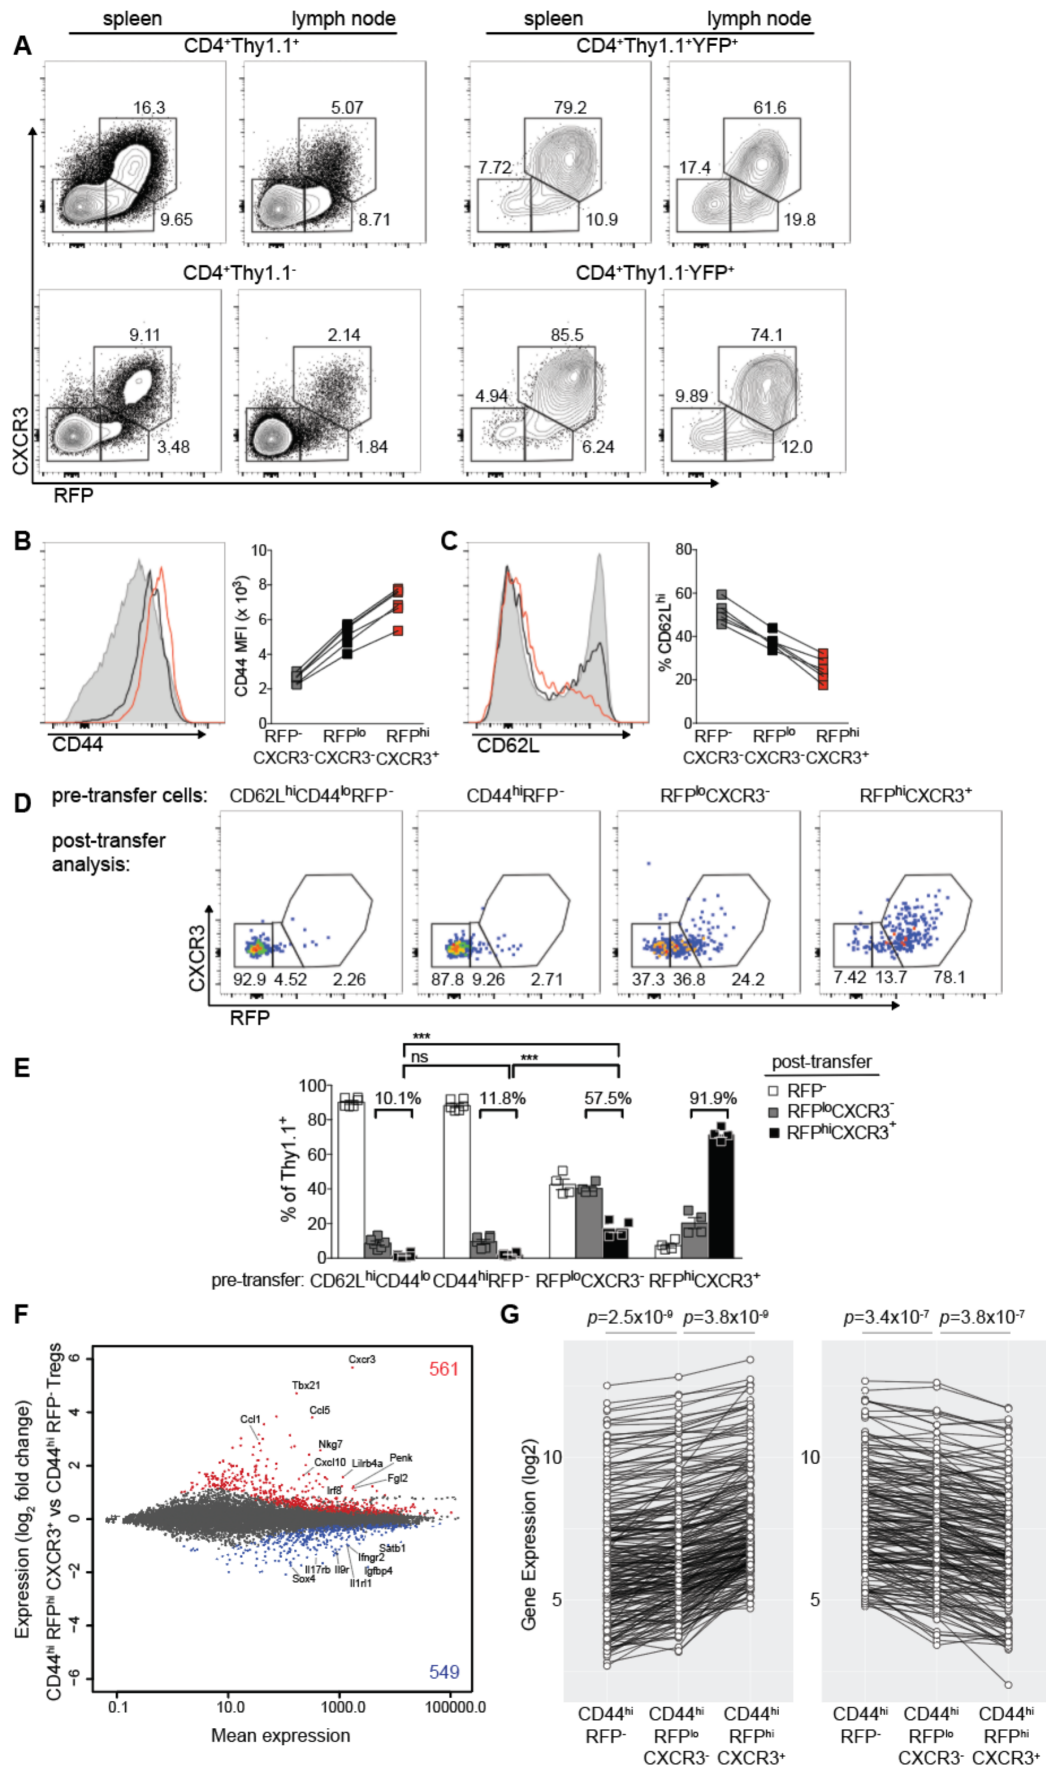 spleen lymph node spleen lymph node
A CD4+Thy1.1+ CD4+Thy1.1+YFP+
16.3 5.07 79.2 61.6
7.72 17.4
9.65 8.71 10.9 19.8
CD4+Thy1.1- CD4+Thy1.1-YFP+
9.11 2.14 85.5 74.1
4.94 9.89
3.48 1.84 6.24 12.0
CXCR3
RFP
B
CD44
CD44 MFI (x 10³)
10
8
6
4
2
0
RFP- RFPlo RFPhi
CXCR3- CXCR3- CXCR3+
C
CD62L
% CD62Lhi
80
60
40
20
0
RFP- RFPlo RFPhi
CXCR3- CXCR3- CXCR3+
D pre-transfer cells: CD62LhiCD44loRFP- CD44hiRFP- RFPloCXCR3- RFPhiCXCR3+
post-transfer
analysis:
CXCR3
92.9 4.52 2.26 87.8 9.26 2.71 37.3 36.8 24.2 7.42 13.7 78.1
RFP
E
***
ns ***
10.1% 11.8% 57.5% 91.9%
% of Thy1.1+
100
80
60
40
20
0
pre-transfer: CD62LhiCD44lo CD44hiRFP- RFPloCXCR3- RFPhiCXCR3+
post-transfer
RFP-
RFPloCXCR3-
RFPhiCXCR3+
F
Expression (log2 fold change)
CD44hi RFPhi CXCR3+ vs CD44hi RFP- Tregs
6
4
2
0
-2
-4
-6
561
Cxcr3
Tbx21
Ccl5
Ccl1
Nkg7
Penk
Cxcl10 Lilrb4a
Fgl2
Irf8
Satb1
Ifngr2
Il17rb Il9r Igfbp4
Sox4 Il1rl1
549
0.1 10.0 1000.0 100000.0
Mean expression
G
p=2.5x10-9 p=3.8x10-9 p=3.4x10-7 p=3.8x10-7
Gene Expression (log2)
10 10
5 5
CD44hi CD44hi CD44hi CD44hi CD44hi CD44hi
RFP- RFPlo RFPhi RFP- RFPlo RFPhi
CXCR3- CXCR3+ CXCR3- CXCR3+